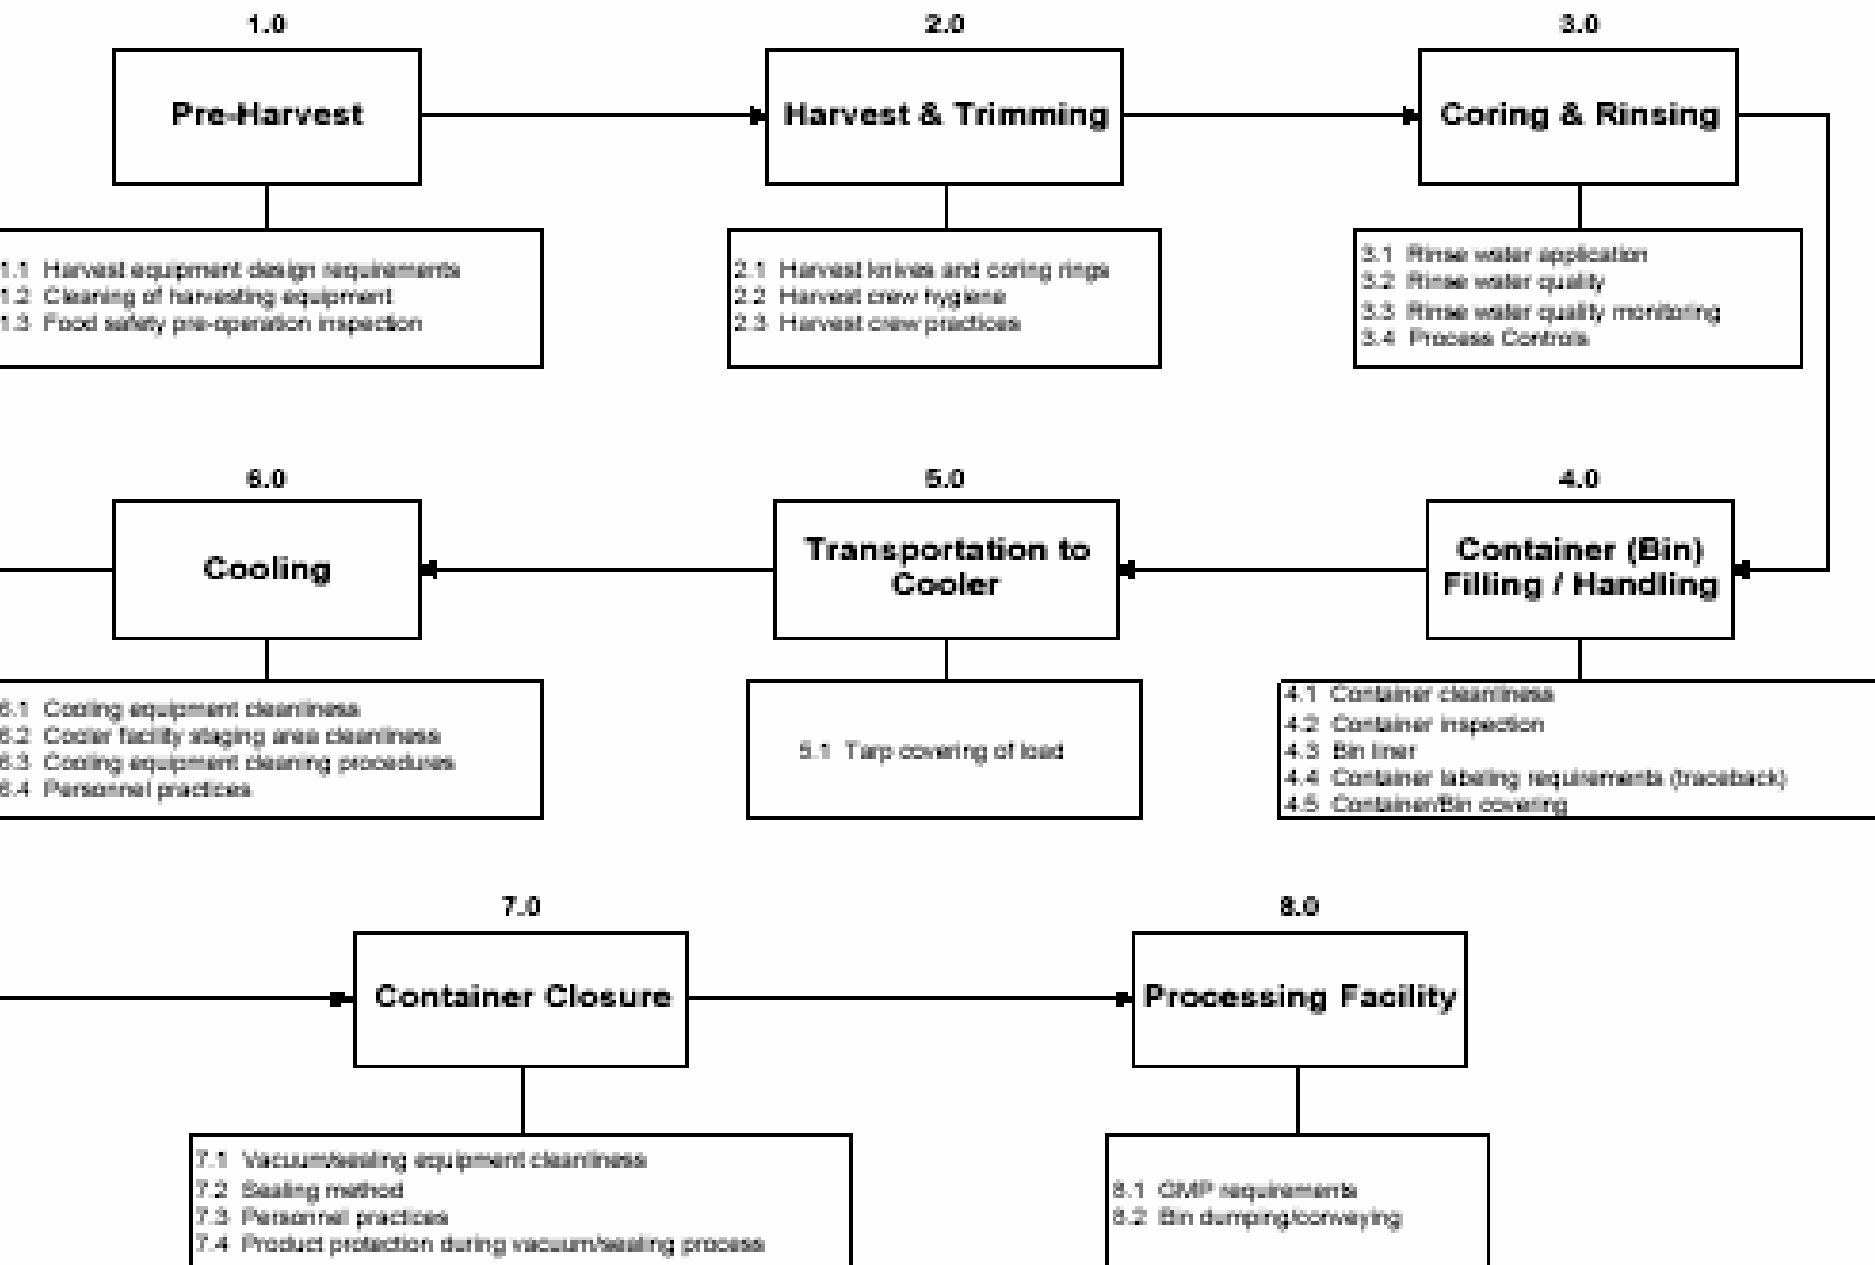 1.0
Pre-Harvest
1.1 Harvest equipment design requirements
1.2 Cleaning of harvesting equipment
1.3 Food safety pre-operation inspection
2.0
Harvest & Trimming
2.1 Harvest knives and coring rings
2.2 Harvest crew hygiene
2.3 Harvest crew practices
3.0
Coring & Rinsing
3.1 Rinse water application
3.2 Rinse water quality
3.3 Rinse water quality monitoring
3.4 Process Controls
4.0
Container (Bin)
Filling / Handling
4.1 Container cleanliness
4.2 Container inspection
4.3 Bin liner
4.4 Container labeling requirements (traceback)
4.5 Container/Bin covering
5.0
Transportation to
Cooler
5.1 Tarp covering of load
6.0
Cooling
6.1 Cooling equipment cleanliness
6.2 Cooler facility staging area cleanliness
6.3 Cooling equipment cleaning procedures
6.4 Personnel practices
7.0
Container Closure
7.1 Vacuum/sealing equipment cleanliness
7.2 Sealing method
7.3 Personnel practices
7.4 Product protection during vacuum/sealing process
8.0
Processing Facility
8.1 GMP requirements
8.2 Bin dumping/conveying